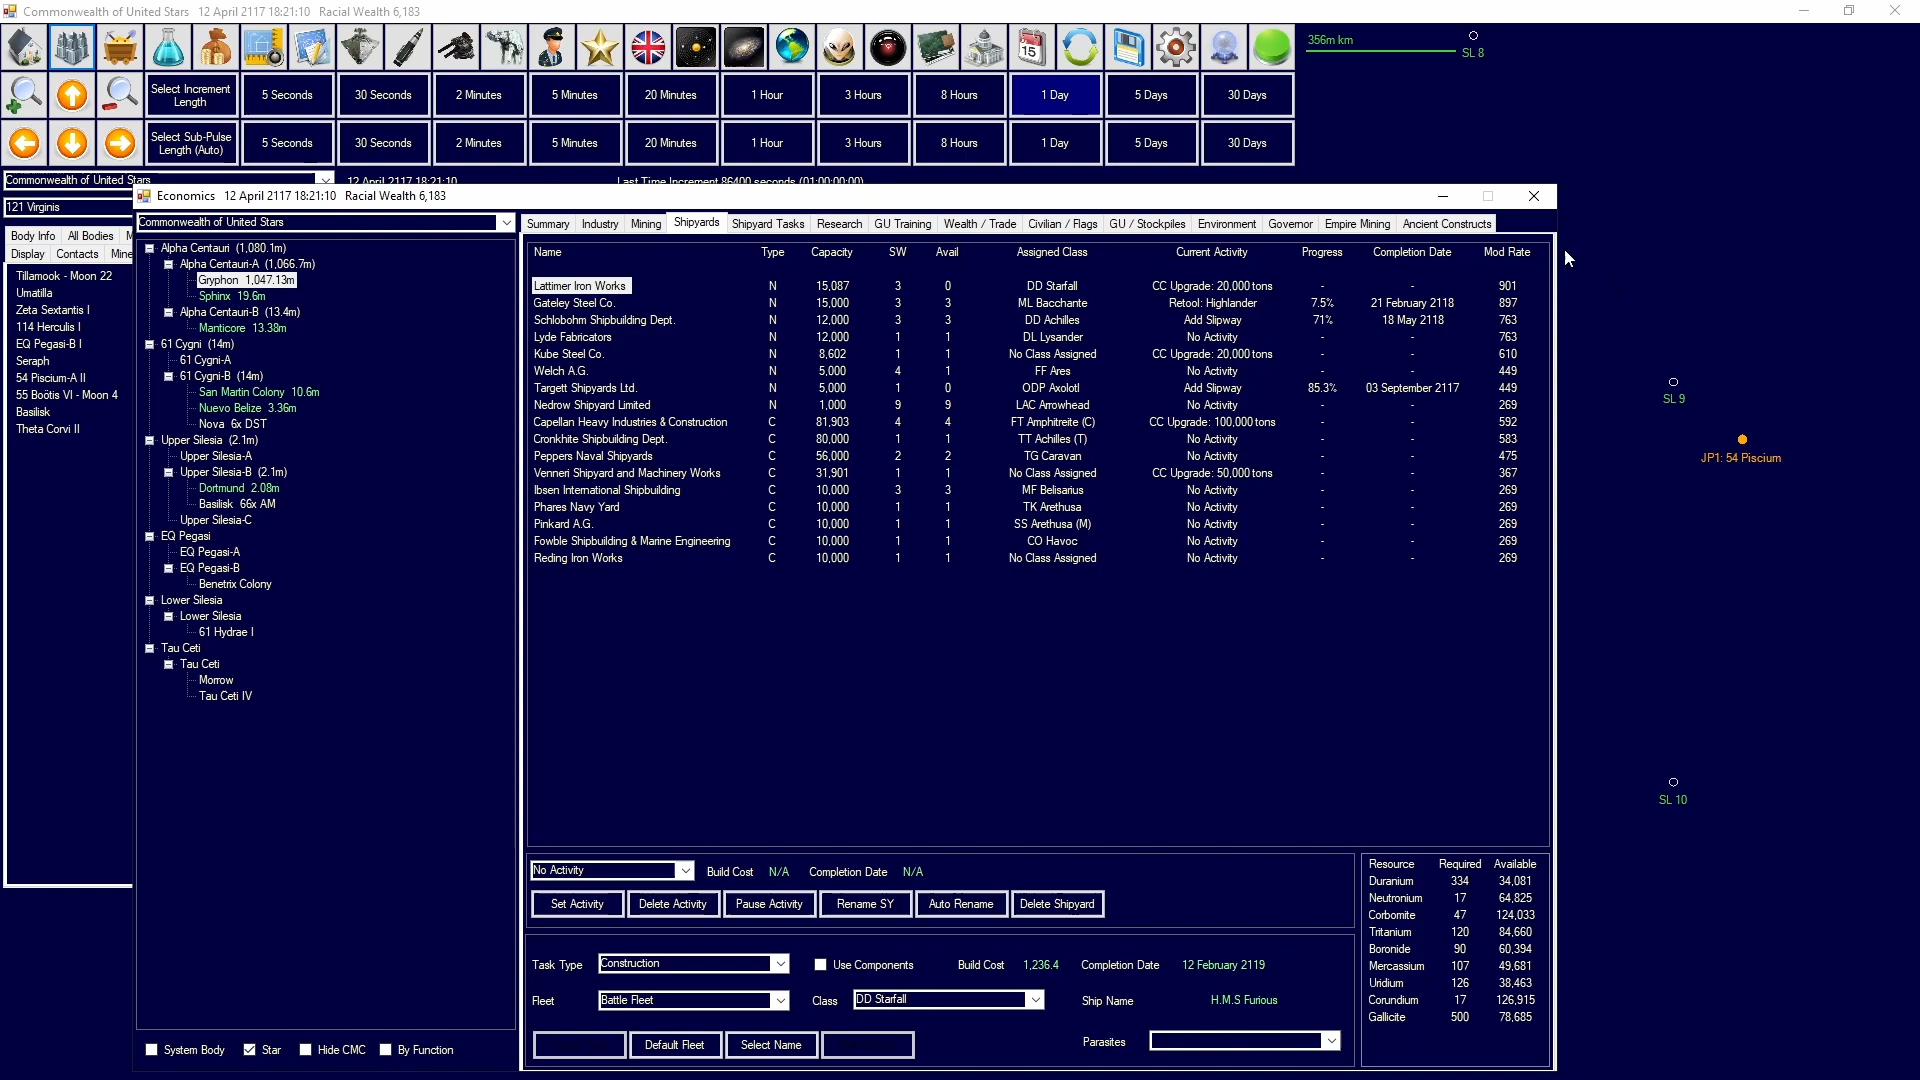 Commonwealth of United Stars 12 April 2117 18:21:10 Racial Wealth 6,183
356m km
SL 8
Select Increment Length 5 Seconds 30 Seconds 2 Minutes 5 Minutes 20 Minutes 1 Hour 3 Hours 8 Hours 1 Day 5 Days 30 Days
Select Sub-Pulse Length (Auto) 5 Seconds 30 Seconds 2 Minutes 5 Minutes 20 Minutes 1 Hour 3 Hours 8 Hours 1 Day 5 Days 30 Days
Commonwealth of United Stars 12 April 2117 18:21:10 Last Time Increment 86400 seconds (01:00:00:00)
121 Virginis
Body Info All Bodies M
Display Contacts Mine
Tillamook - Moon 22
Umatilla
Zeta Sextantis I
114 Herculis I
EQ Pegasi-B I
Seraph
54 Piscium-A II
55 Boötis VI - Moon 4
Basilisk
Theta Corvi II
Economics 12 April 2117 18:21:10 Racial Wealth 6,183
Commonwealth of United Stars
Alpha Centauri (1,080.1m)
Alpha Centauri-A (1,066.7m)
Gryphon 1,047.13m
Sphinx 19.6m
Alpha Centauri-B (13.4m)
Manticore 13.38m
61 Cygni (14m)
61 Cygni-A
61 Cygni-B (14m)
San Martin Colony 10.6m
Nuevo Belize 3.36m
Nova 6x DST
Upper Silesia (2.1m)
Upper Silesia-A
Upper Silesia-B (2.1m)
Dortmund 2.08m
Basilisk 66x AM
Upper Silesia-C
EQ Pegasi
EQ Pegasi-A
EQ Pegasi-B
Benetrix Colony
Lower Silesia
Lower Silesia
61 Hydrae I
Tau Ceti
Tau Ceti
Morrow
Tau Ceti IV
System Body Star Hide CMC By Function
Summary Industry Mining Shipyards Shipyard Tasks Research GU Training Wealth / Trade Civilian / Flags GU / Stockpiles Environment Governor Empire Mining Ancient Constructs
Name Type Capacity SW Avail Assigned Class Current Activity Progress Completion Date Mod Rate
Lattimer Iron Works N 15,087 3 0 DD Starfall CC Upgrade: 20,000 tons - - 901
Gateley Steel Co. N 15,000 3 3 ML Bacchante Retool: Highlander 7.5% 21 February 2118 897
Schlobohm Shipbuilding Dept. N 12,000 3 3 DD Achilles Add Slipway 71% 18 May 2118 763
Lyde Fabricators N 12,000 1 1 DL Lysander No Activity - - 763
Kube Steel Co. N 8,602 1 1 No Class Assigned CC Upgrade: 20,000 tons - - 610
Welch A.G. N 5,000 4 1 FF Ares No Activity - - 449
Targett Shipyards Ltd. N 5,000 1 0 ODP Axolotl Add Slipway 85.3% 03 September 2117 449
Nedrow Shipyard Limited N 1,000 9 9 LAC Arrowhead No Activity - - 269
Capellan Heavy Industries & Construction C 81,903 4 4 FT Amphitreite (C) CC Upgrade: 100,000 tons - - 592
Cronkhite Shipbuilding Dept. C 80,000 1 1 TT Achilles (T) No Activity - - 583
Peppers Naval Shipyards C 56,000 2 2 TG Caravan No Activity - - 475
Venneri Shipyard and Machinery Works C 31,901 1 1 No Class Assigned CC Upgrade: 50,000 tons - - 367
Ibsen International Shipbuilding C 10,000 3 3 MF Belisarius No Activity - - 269
Phares Navy Yard C 10,000 1 1 TK Arethusa No Activity - - 269
Pinkard A.G. C 10,000 1 1 SS Arethusa (M) No Activity - - 269
Fowble Shipbuilding & Marine Engineering C 10,000 1 1 CO Havoc No Activity - - 269
Reding Iron Works C 10,000 1 1 No Class Assigned No Activity - - 269
No Activity Build Cost N/A Completion Date N/A
Set Activity Delete Activity Pause Activity Rename SY Auto Rename Delete Shipyard
Task Type Construction Use Components Build Cost 1,236.4 Completion Date 12 February 2119
Fleet Battle Fleet Class DD Starfall Ship Name H.M.S Furious
Default Fleet Select Name Parasites
Resource Required Available
Duranium 334 34,081
Neutronium 17 64,825
Corbomite 47 124,033
Tritanium 120 84,660
Boronide 90 60,394
Mercassium 107 49,681
Uridium 126 38,463
Corundium 17 126,915
Gallicite 500 78,685
SL 9
JP1: 54 Piscium
SL 10
15